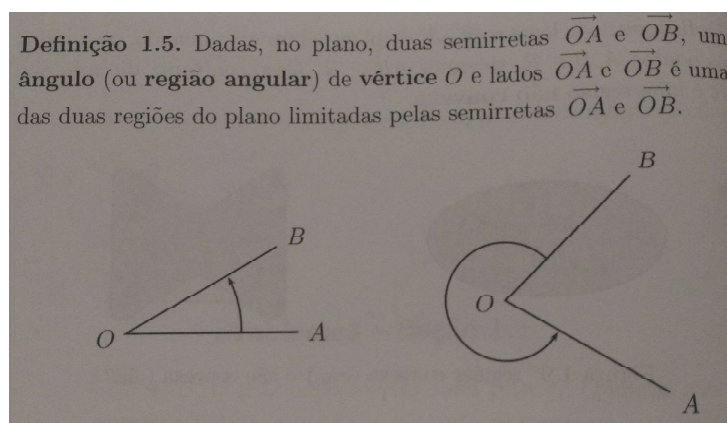 Definição 1.5. Dadas, no plano, duas semirretas OA e OB, um
ângulo (ou região angular) de vértice O e lados OA e OB é uma
das duas regiões do plano limitadas pelas semirretas OA e OB.
B
B
O
A
O
A